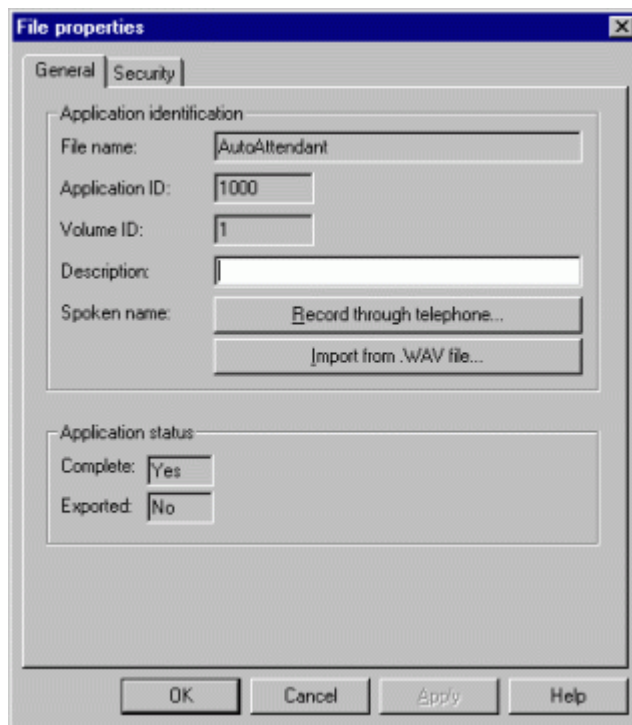 File properties
General Security
Application identification
File name: AutoAttendant
Application ID: 1000
Volume ID: 1
Description:
Spoken name: Record through telephone...
Import from .WAV file...
Application status
Complete: Yes
Exported: No
OK Cancel Apply Help